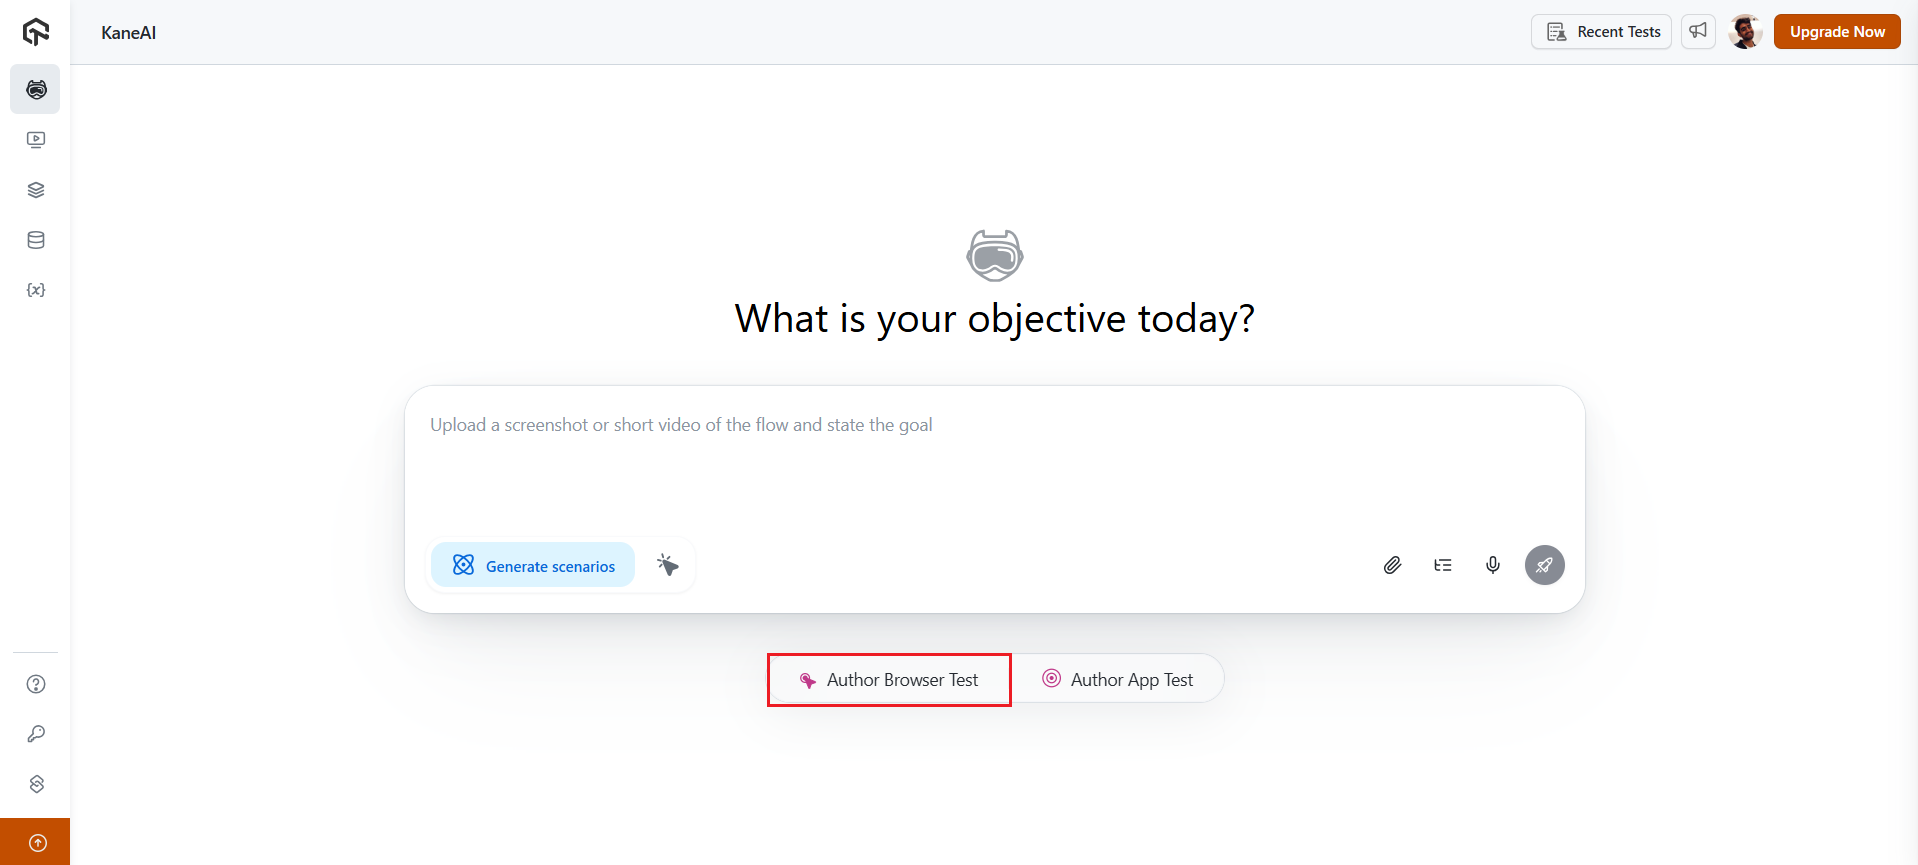 KaneAI
Recent Tests
Upgrade Now
What is your objective today?
Upload a screenshot or short video of the flow and state the goal
Generate scenarios
Author Browser Test
Author App Test